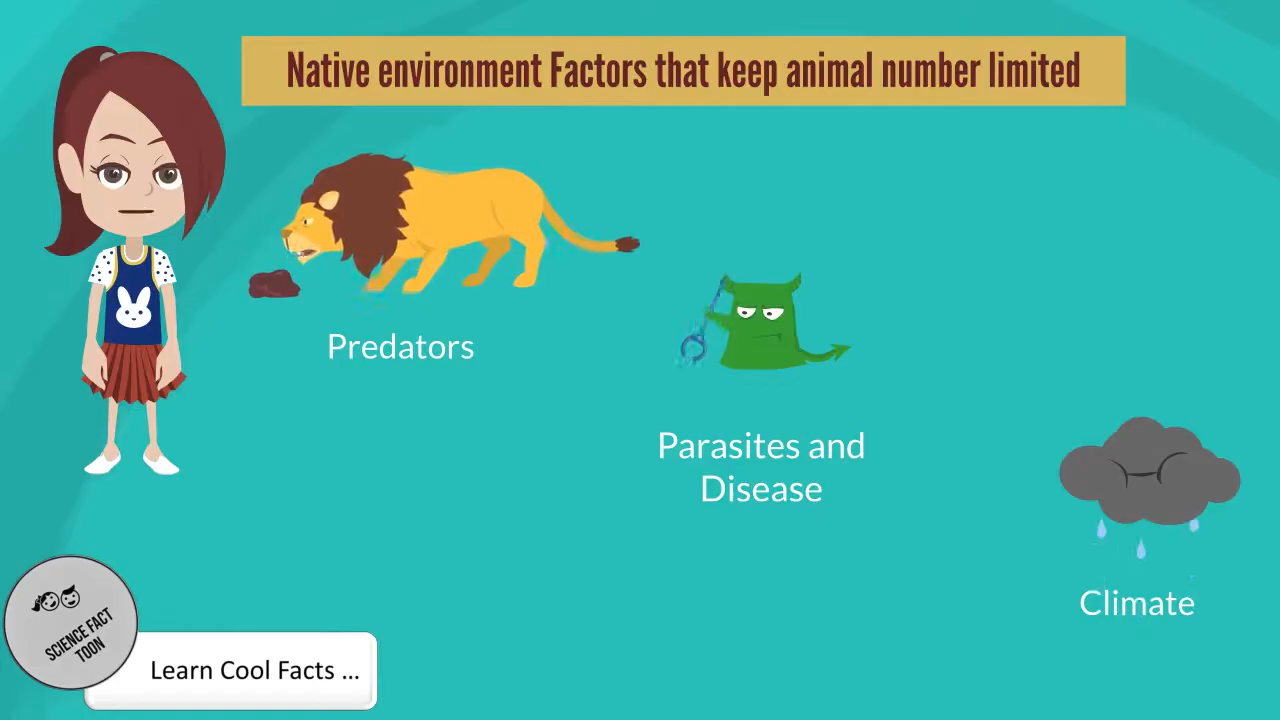 Native environment Factors that keep animal number limited
Predators
Parasites and
Disease
Climate
SCIENCE FACT
TOON
Learn Cool Facts ...